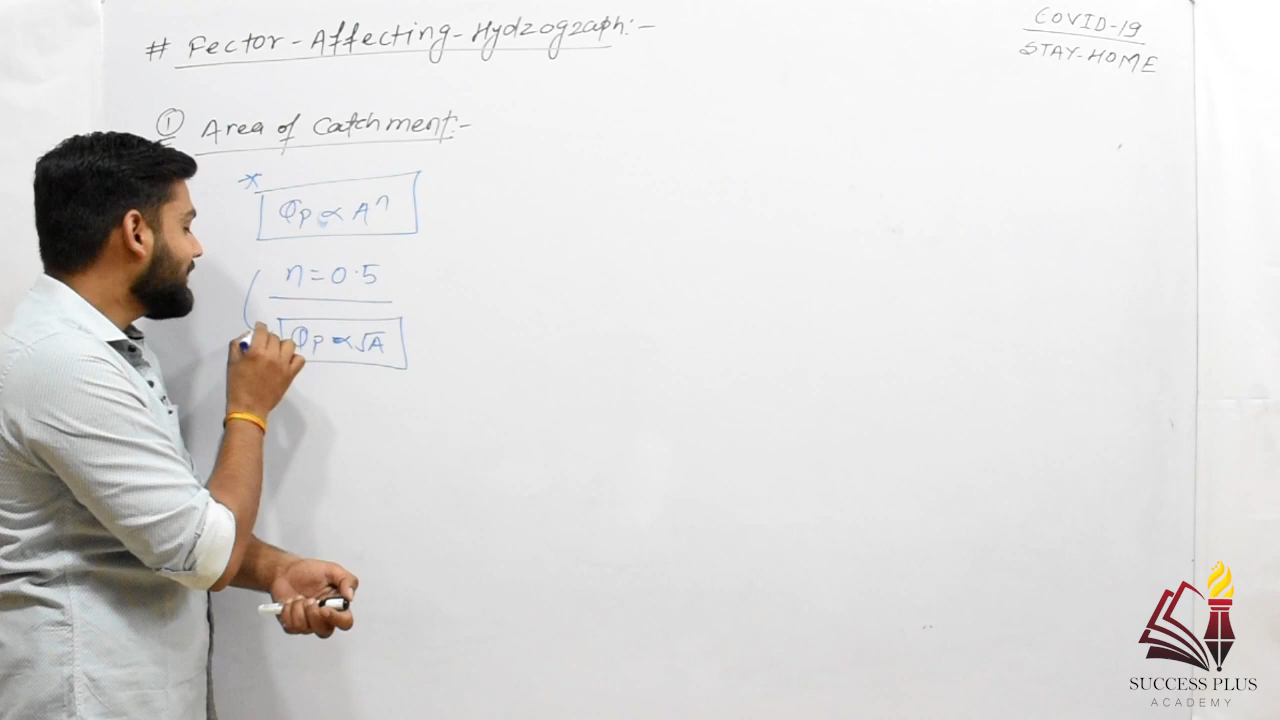 # Fector-Affecting-Hydrograph:-
COVID-19
STAY-HOME
① Area of Catchment:-
*
Qp ∝ Aⁿ
n = 0.5
Qp ∝ √A
SUCCESS PLUS
ACADEMY